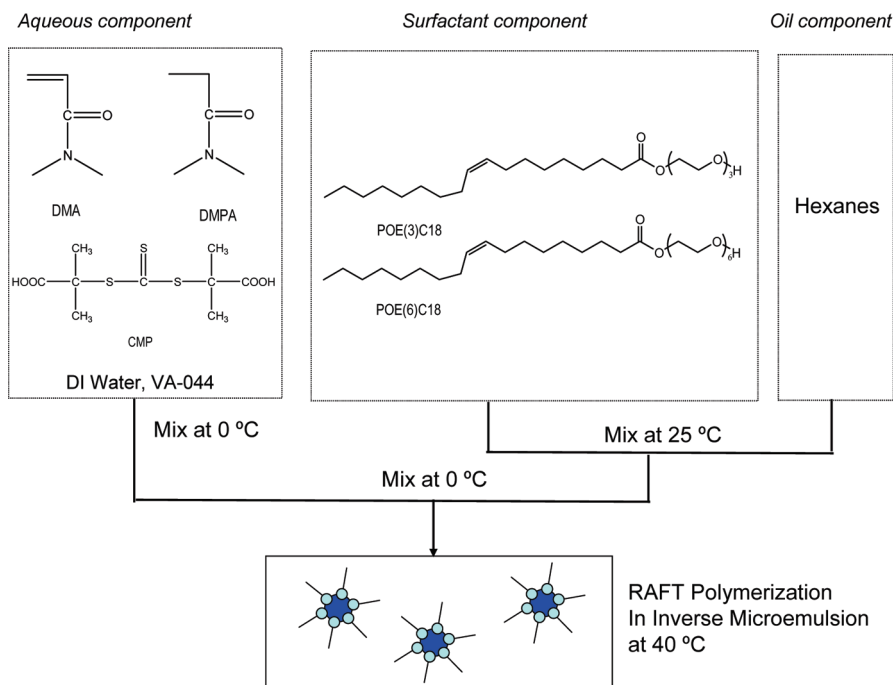 Aqueous component
Surfactant component
Oil component
C
O
N
DMA
C
O
N
DMPA
CH₃
S
CH₃
HOOC
C
S
C
S
C
COOH
CH₃
CH₃
CMP
DI Water, VA-044
O
O
O
3
H
POE(3)C18
O
O
O
6
H
POE(6)C18
Hexanes
Mix at 0 ºC
Mix at 25 ºC
Mix at 0 ºC
RAFT Polymerization
In Inverse Microemulsion
at 40 ºC